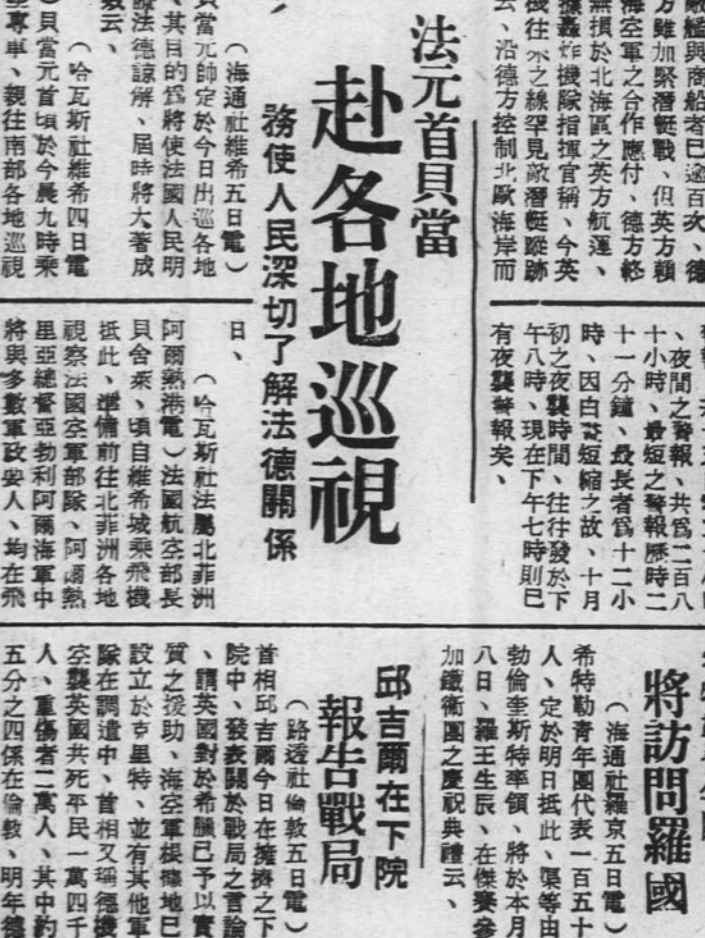 敵艦與商船者已逾百次、德
方雖加緊潛艇戰、但英方賴
海空軍之合作應付、德方終
無損於北海區之英方航運、
據轟炸機隊指揮官稱、今英
機往來之線罕見敵潛艇蹤跡
云、沿德方控制北歐海岸而
、夜間之警報、共為二百八
十小時、最短之警報歷時二
十一分鐘、最長者為十二小
時、因白晝短縮之故、十月
初之夜襲時間、往往發於下
午八時、現在下午七時則已
有夜襲警報矣、
法元首貝當
赴各地巡視
務使人民深切了解法德關係
（海通社維希五日電）
貝當元帥定於今日出巡各地
、其目的為將使法國人民明
瞭法德諒解、屆時將大著成
效云、
（哈瓦斯社維希四日電
）貝當元首頃於今晨九時乘
專車、親往南部各地巡視
日、
（哈瓦斯社法屬北非洲
阿爾熱港電）法國航空部長
貝舍萊、頃自維希城乘飛機
抵此、準備前往北非洲各地
視察法國空軍部隊、阿爾熱
里亞總督亞勃利阿爾海軍中
將與多數軍政要人、均在飛
將訪問羅國
（海通社羅京五日電）
希特勒青年團代表一百五十
人、定於明日抵此、渠等由
勃倫奎斯特率領、將於本月
八日、羅王生辰、在傑賽參
加鐵衛團之慶祝典禮云、
邱吉爾在下院
報告戰局
（路透社倫敦五日電）
首相邱吉爾今日在擁擠之下
院中、發表關於戰局之言論
、謂英國對於希臘已予以實
質之援助、海空軍根據地已
設立於克里特、並有其他軍
隊在調遣中、首相又稱德機
空襲英國共死平民一萬四千
人、重傷者二萬人、其中約
五分之四係在倫敦、明年德